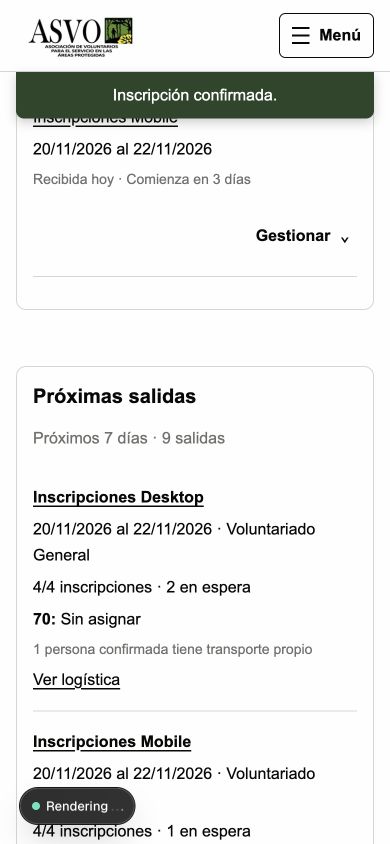 ASVO
ASOCIACIÓN DE VOLUNTARIOS
PARA EL SERVICIO EN LAS
ÁREAS PROTEGIDAS
Menú
Inscripción confirmada.
Inscripciones Mobile
20/11/2026 al 22/11/2026
Recibida hoy · Comienza en 3 días
Gestionar
Próximas salidas
Próximos 7 días · 9 salidas
Inscripciones Desktop
20/11/2026 al 22/11/2026 · Voluntariado
General
4/4 inscripciones · 2 en espera
70: Sin asignar
1 persona confirmada tiene transporte propio
Ver logística
Inscripciones Mobile
20/11/2026 al 22/11/2026 · Voluntariado
Rendering ...
4/4 inscripciones · 1 en espera